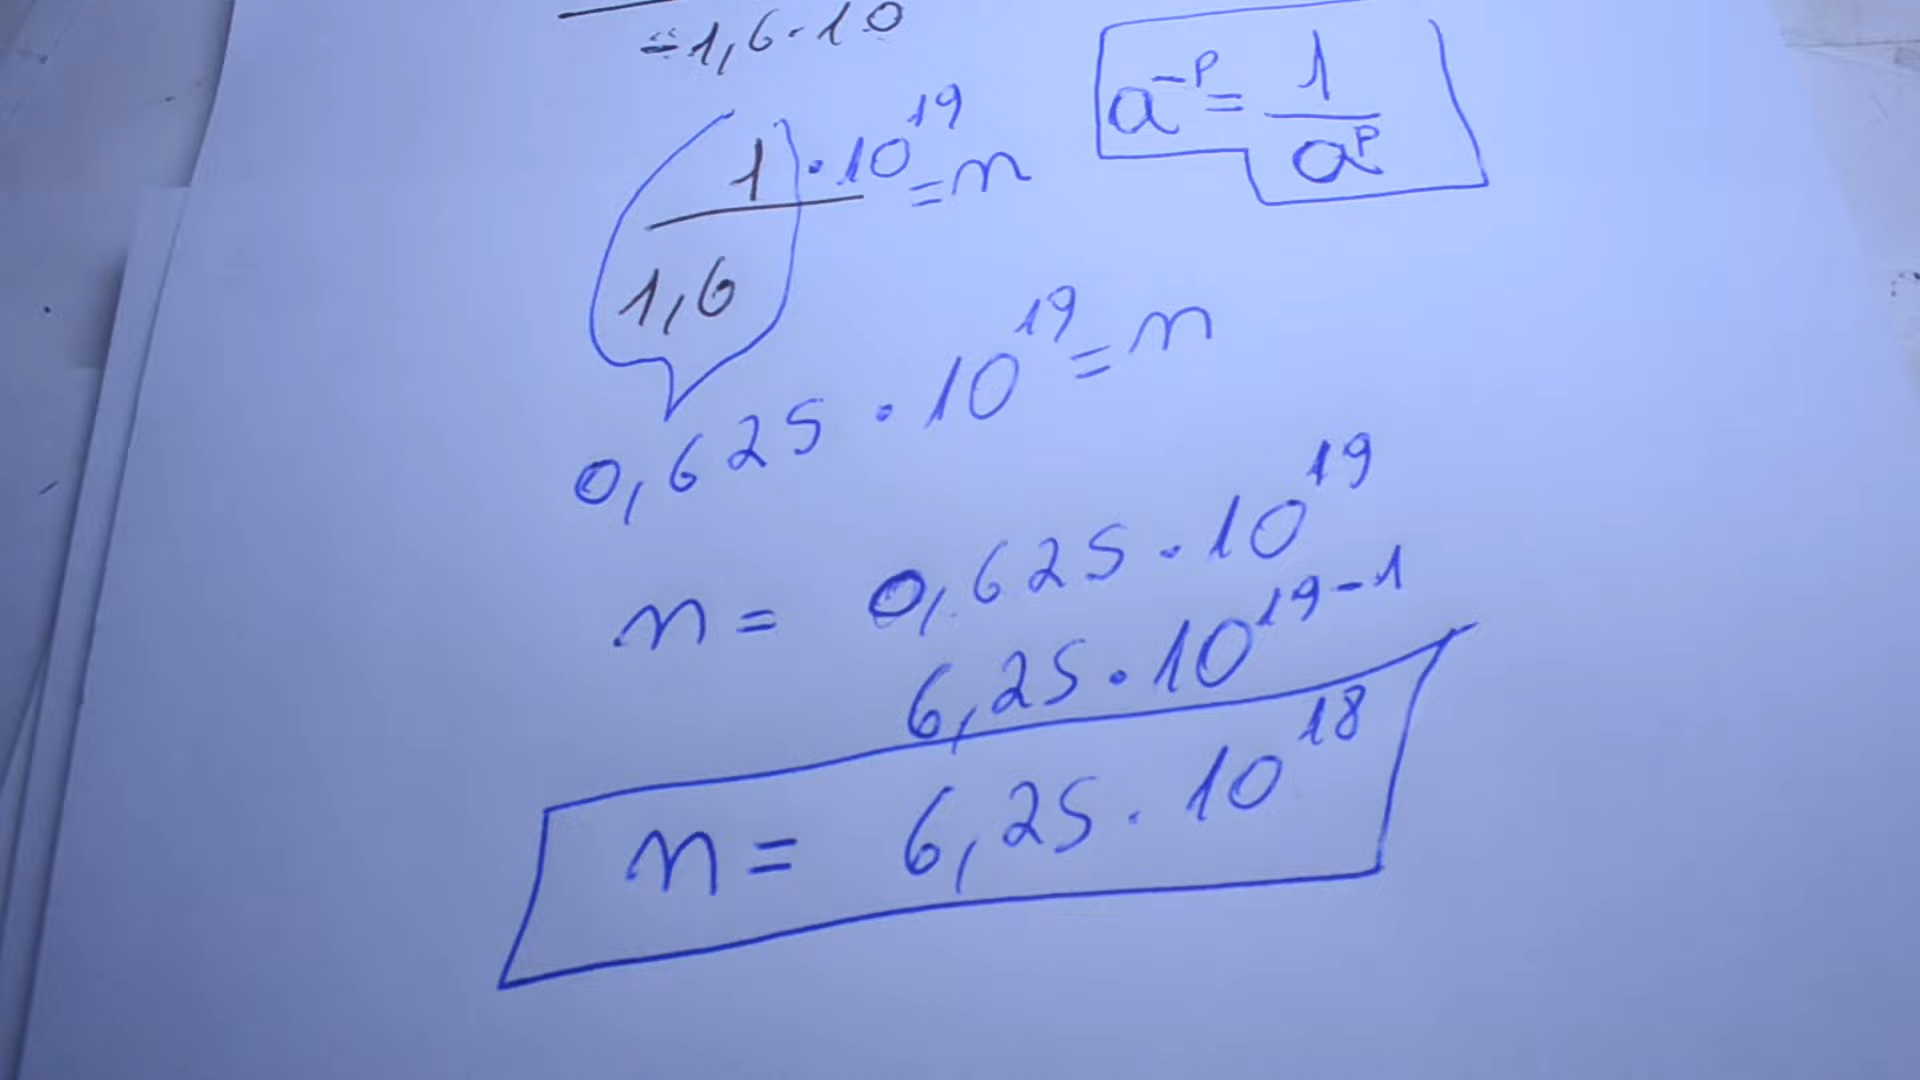 -1,6·10
1/1,6 · 10^19 = n
a^-p = 1/a^p
0,625 · 10^19 = n
n = 0,625 · 10^19
6,25 · 10^19-1
n = 6,25 · 10^18